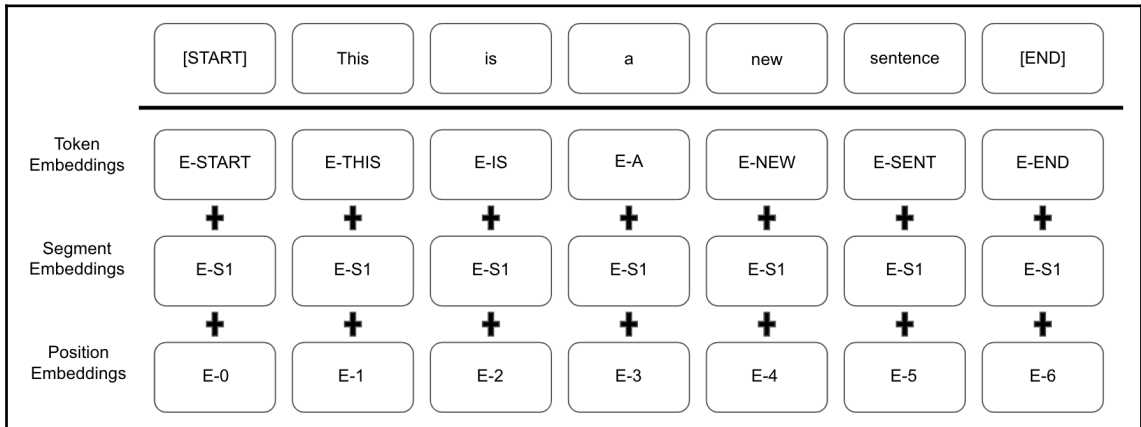 [START] This is a new sentence [END]
Token
Embeddings
E-START E-THIS E-IS E-A E-NEW E-SENT E-END
Segment
Embeddings
E-S1 E-S1 E-S1 E-S1 E-S1 E-S1 E-S1
Position
Embeddings
E-0 E-1 E-2 E-3 E-4 E-5 E-6